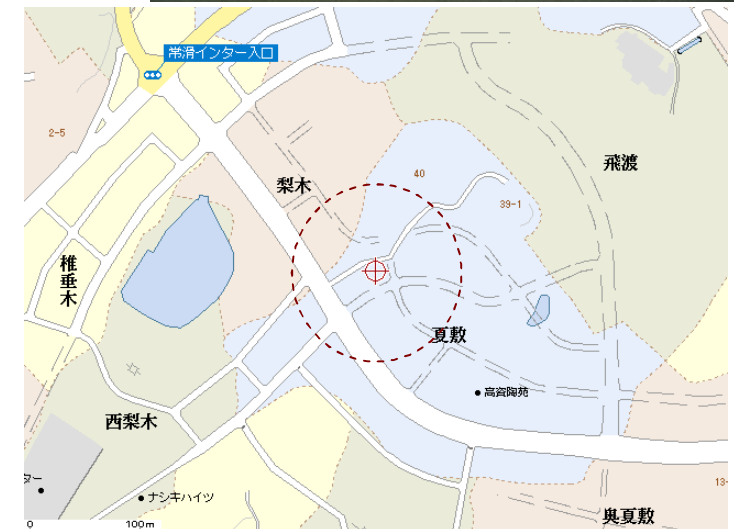 常滑インター入口
2-5
飛渡
40
梨木
39-1
椎垂木
夏敷
高資陶苑
西梨木
ター
ナシキハイツ
13-
奥夏敷
0
100m